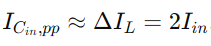 I_{C_{in},pp} ≈ ΔI_L = 2I_{in}